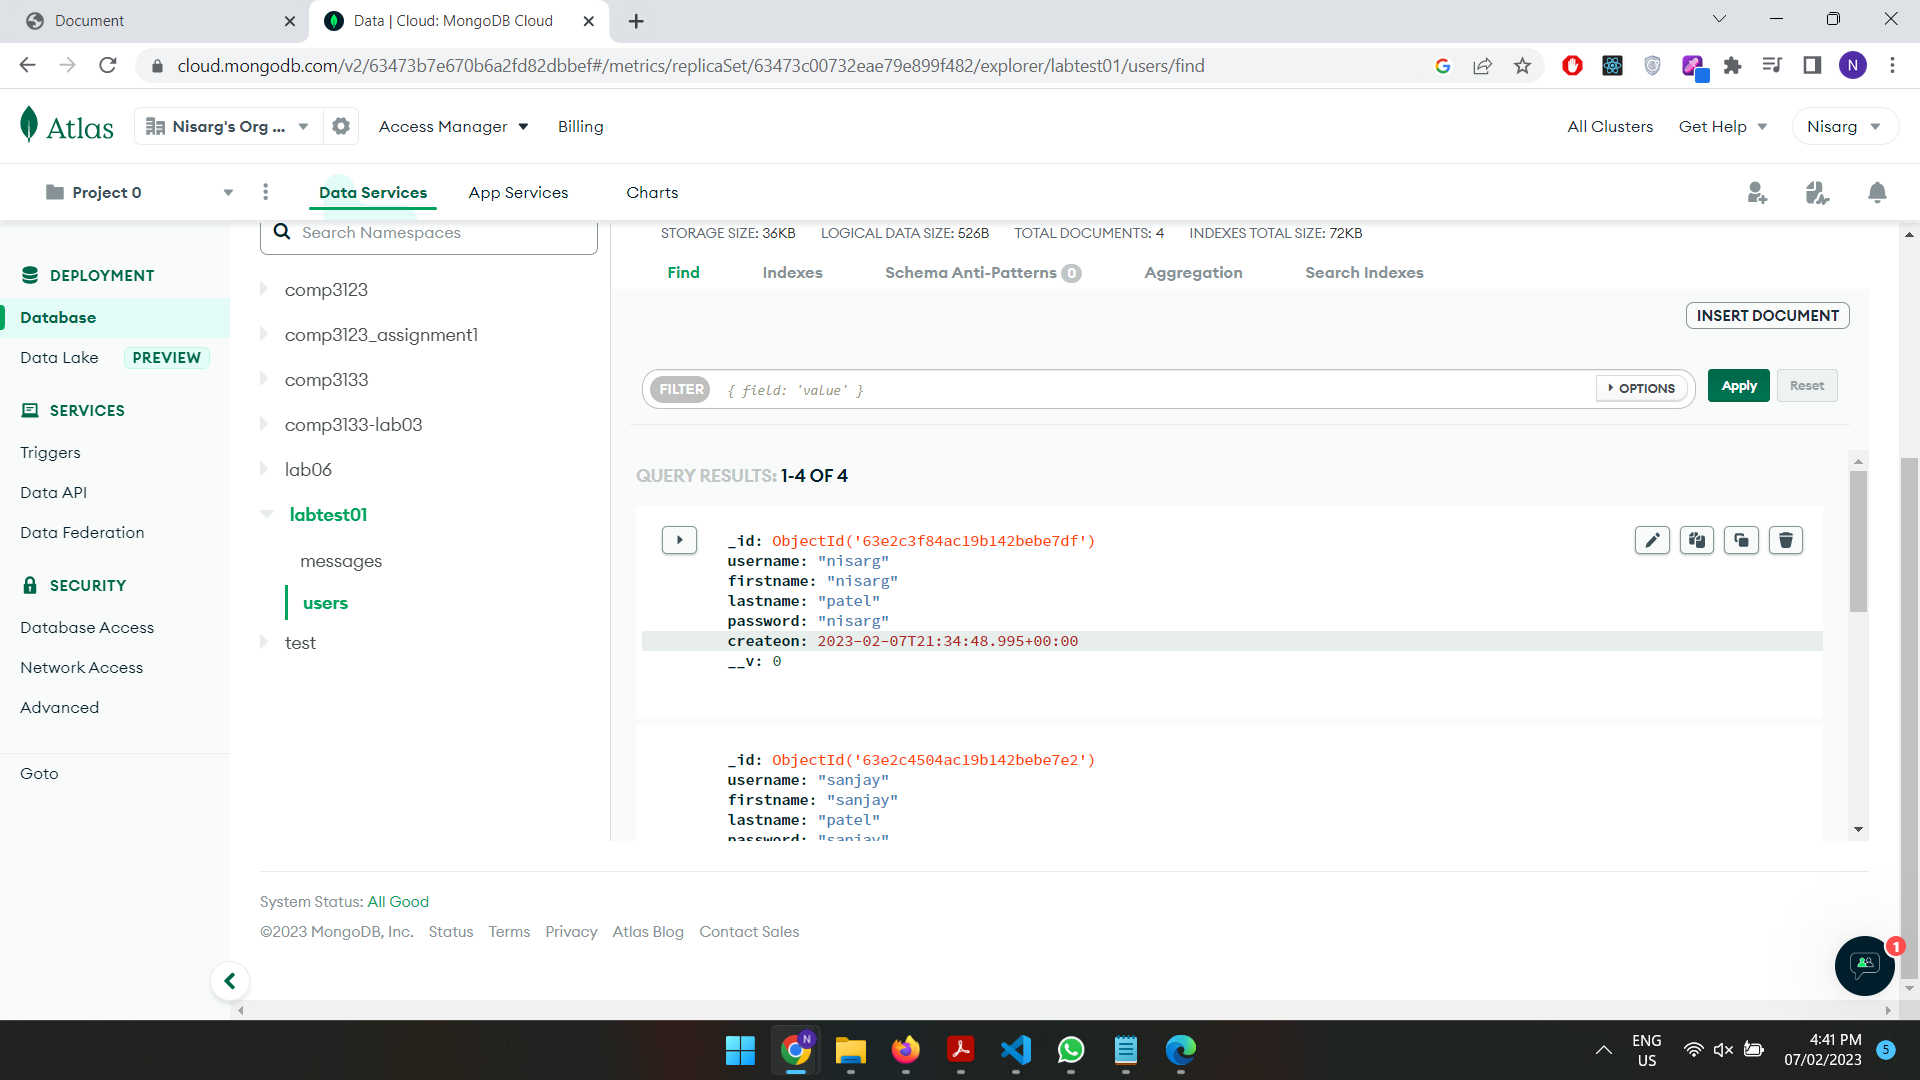 Document
Data | Cloud: MongoDB Cloud
cloud.mongodb.com/v2/63473b7e670b6a2fd82dbbef#/metrics/replicaSet/63473c00732eae79e899f482/explorer/labtest01/users/find
N
Atlas
Nisarg's Org ...
Access Manager
Billing
All Clusters
Get Help
Nisarg
Project 0
Data Services
App Services
Charts
DEPLOYMENT
Database
Data Lake PREVIEW
SERVICES
Triggers
Data API
Data Federation
SECURITY
Database Access
Network Access
Advanced
Goto
Search Namespaces
comp3123
comp3123_assignment1
comp3133
comp3133-lab03
lab06
labtest01
messages
users
test
STORAGE SIZE: 36KB LOGICAL DATA SIZE: 526B TOTAL DOCUMENTS: 4 INDEXES TOTAL SIZE: 72KB
Find Indexes Schema Anti-Patterns 0 Aggregation Search Indexes
INSERT DOCUMENT
FILTER { field: 'value' } OPTIONS Apply Reset
QUERY RESULTS: 1-4 OF 4
_id: ObjectId('63e2c3f84ac19b142bebe7df')
username: "nisarg"
firstname: "nisarg"
lastname: "patel"
password: "nisarg"
createon: 2023-02-07T21:34:48.995+00:00
__v: 0
_id: ObjectId('63e2c4504ac19b142bebe7e2')
username: "sanjay"
firstname: "sanjay"
lastname: "patel"
password: "sanjay"
System Status: All Good
©2023 MongoDB, Inc. Status Terms Privacy Atlas Blog Contact Sales
1
N
ENG
US
4:41 PM
07/02/2023
5